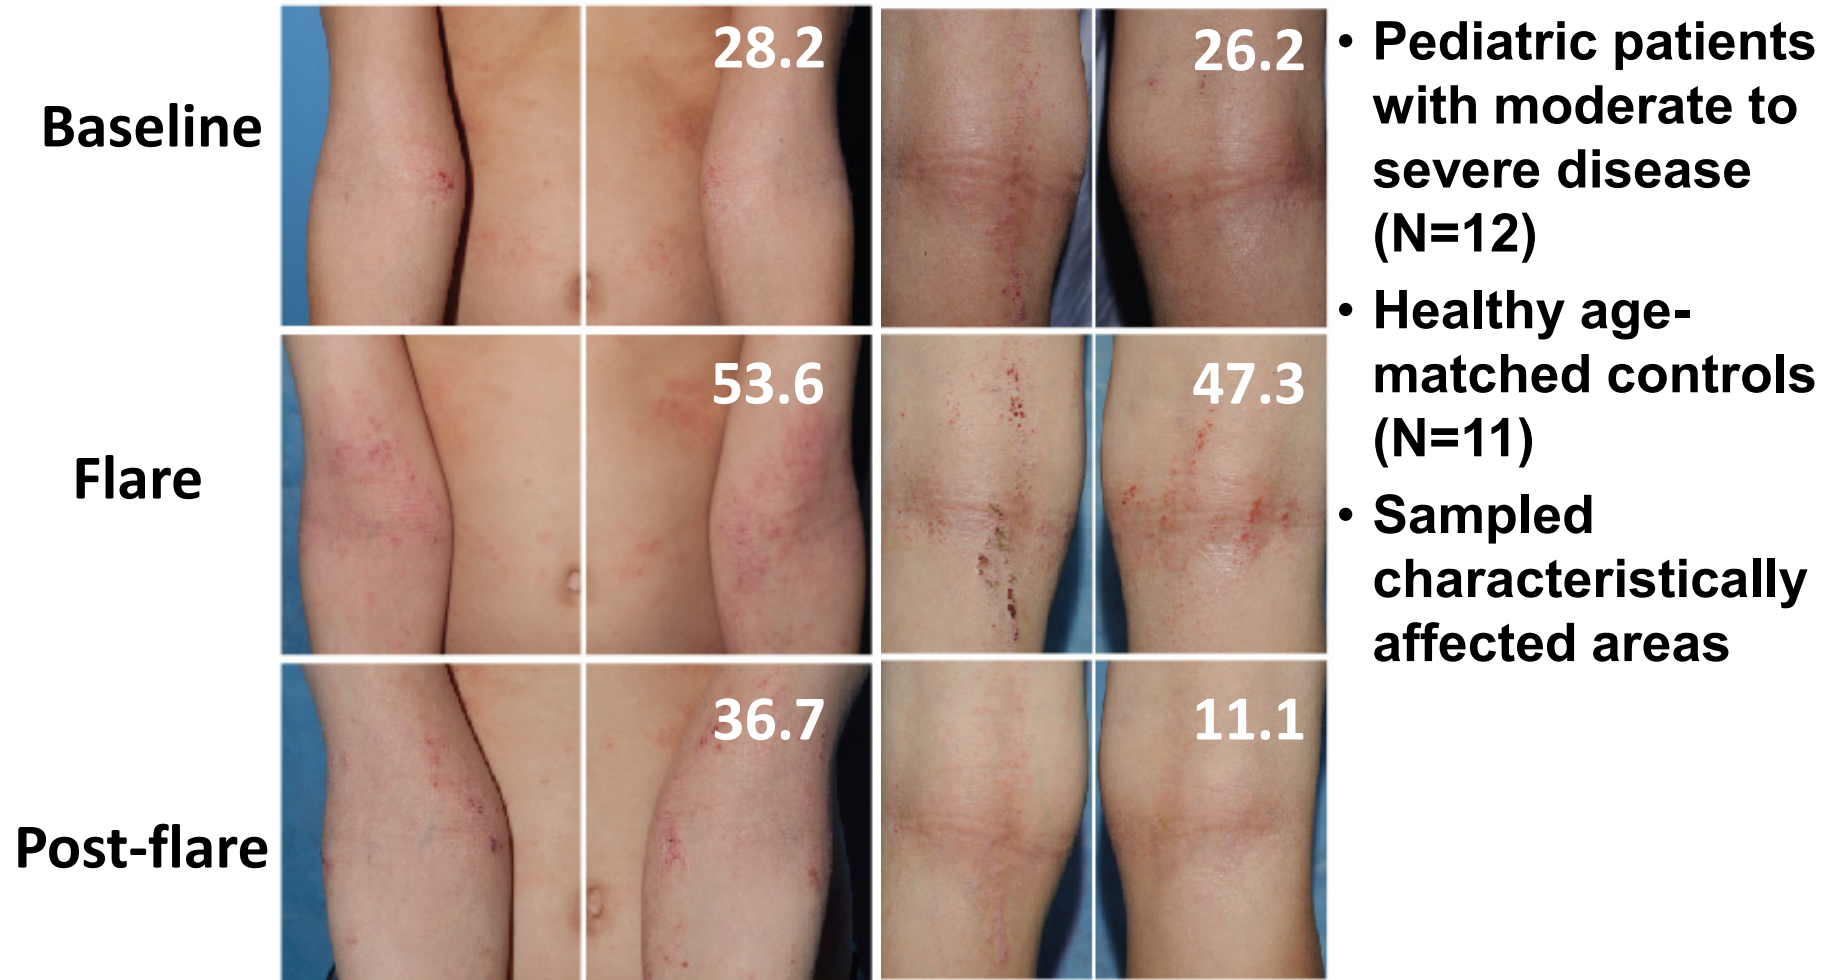 Baseline
28.2
26.2
Flare
53.6
47.3
Post-flare
36.7
11.1
• Pediatric patients
with moderate to
severe disease
(N=12)
• Healthy age-
matched controls
(N=11)
• Sampled
characteristically
affected areas